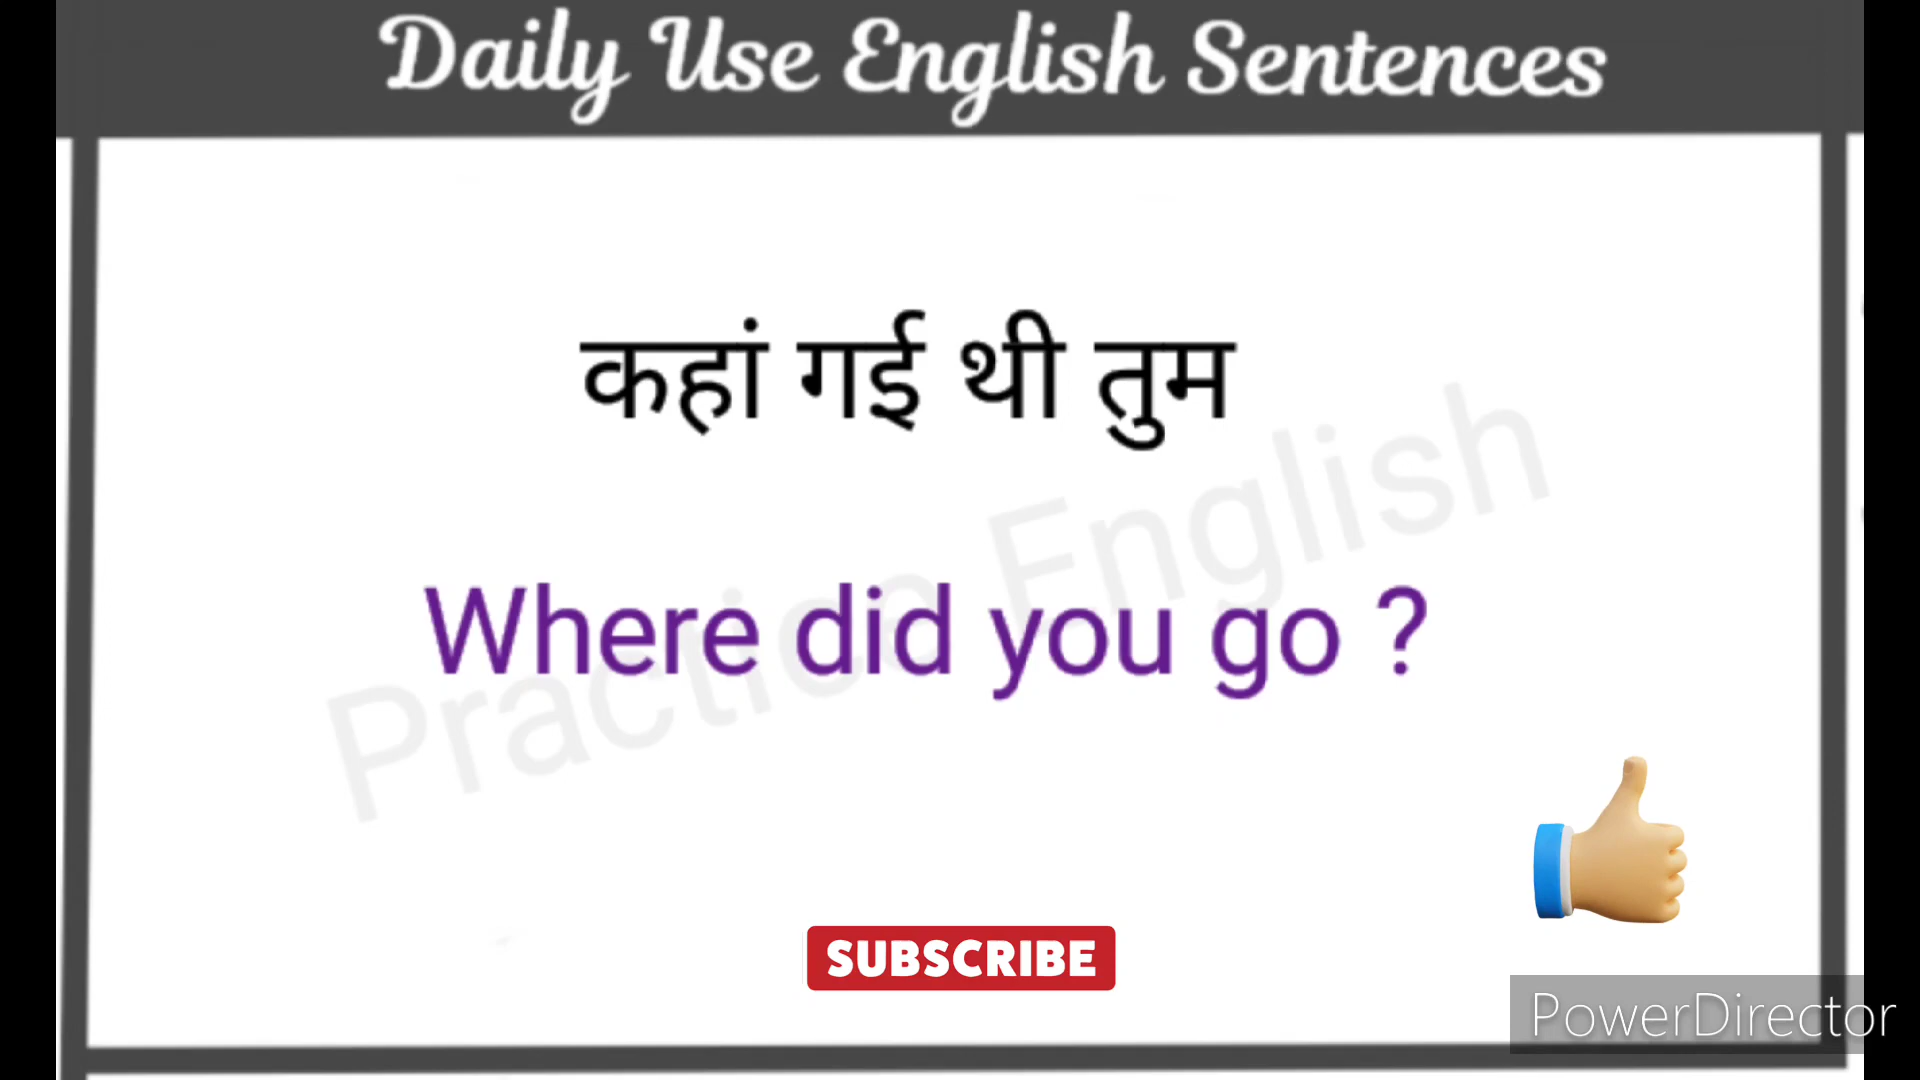 Daily Use English Sentences
कहां गई थी तुम
Where did you go ?
Practice English
SUBSCRIBE
PowerDirector